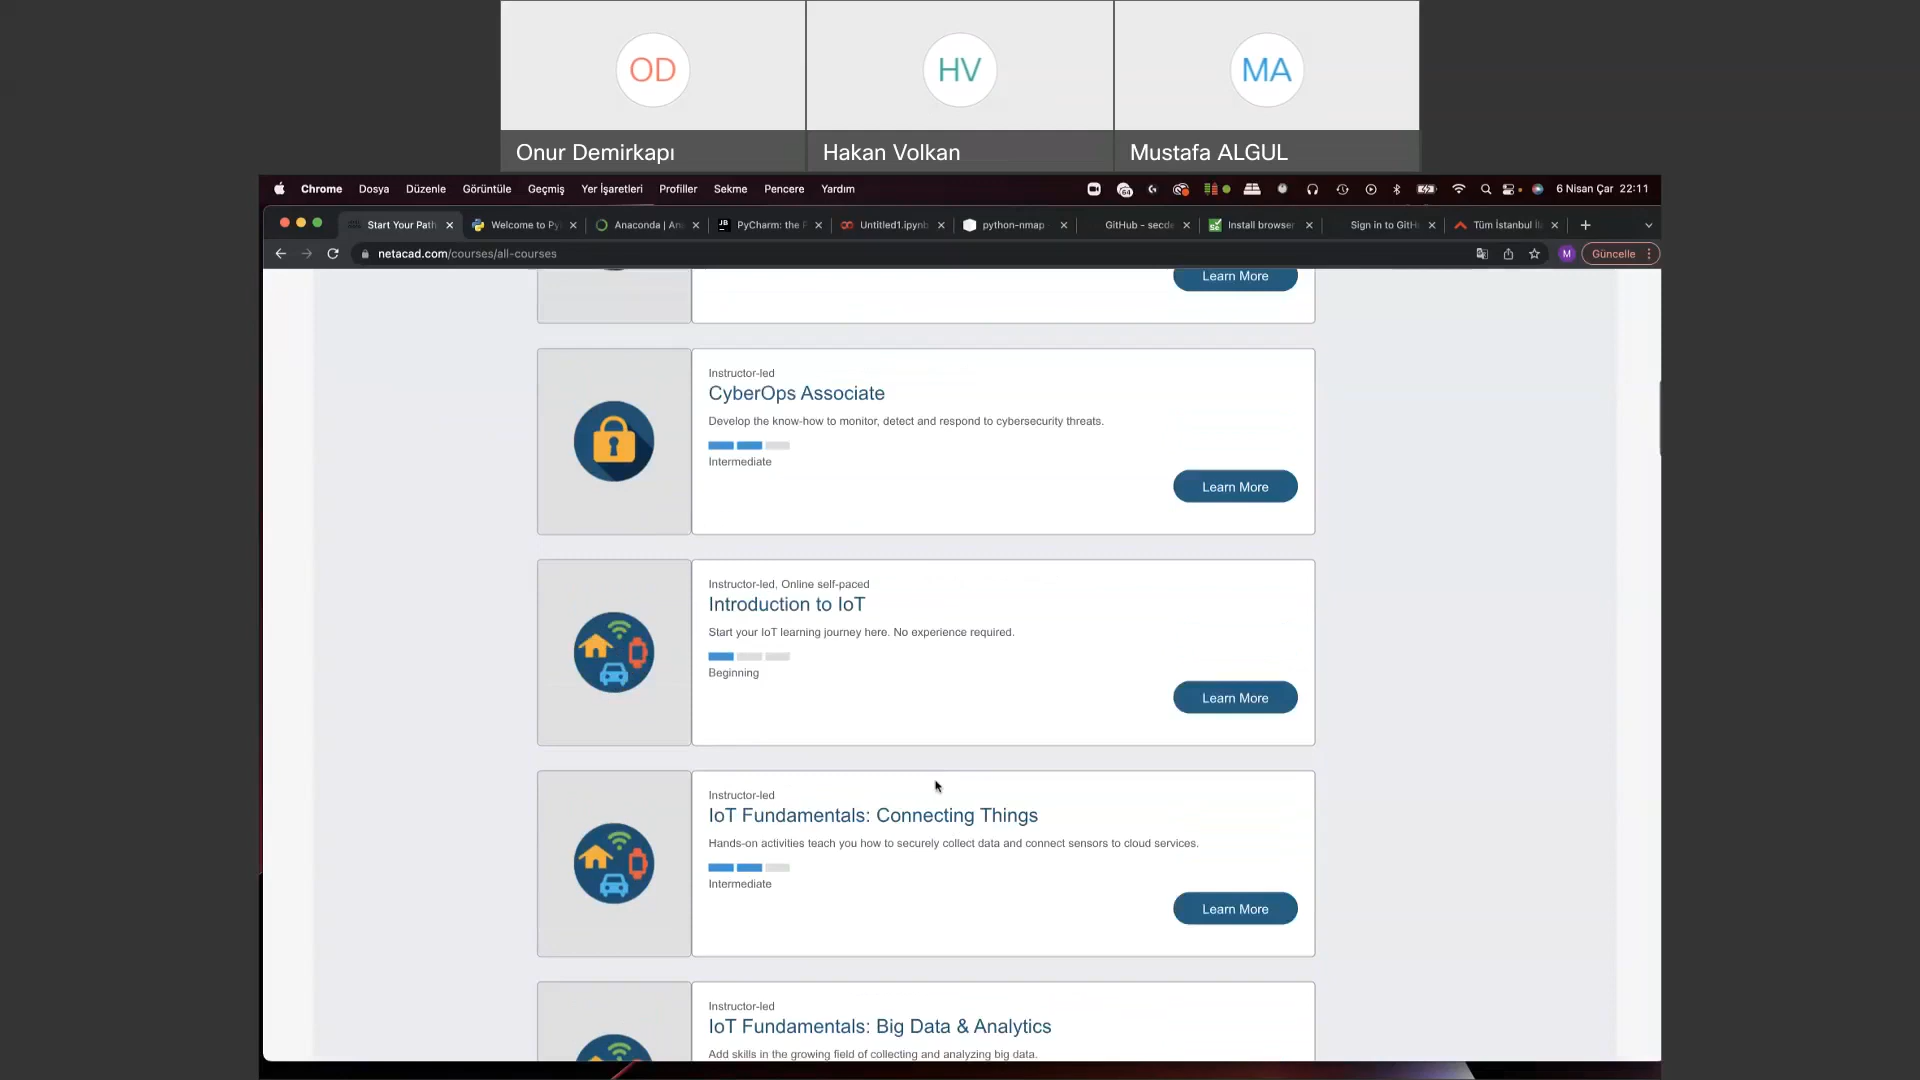 OD
HV
MA
Onur Demirkapı
Hakan Volkan
Mustafa ALGUL
Chrome Dosya Düzenle Görüntüle Geçmiş Yer İşaretleri Profiller Sekme Pencere Yardım 64 6 Nisan Çar 22:11
Start Your Path
Welcome to Py
Anaconda | An
JB PyCharm: the P
Untitled1.ipynb
python-nmap
GitHub - secde
Se Install browser
Sign in to GitH
Tüm İstanbul İl
netacad.com/courses/all-courses
M
Güncelle
Learn More
Instructor-led
CyberOps Associate
Develop the know-how to monitor, detect and respond to cybersecurity threats.
Intermediate
Learn More
Instructor-led, Online self-paced
Introduction to IoT
Start your IoT learning journey here. No experience required.
Beginning
Learn More
Instructor-led
IoT Fundamentals: Connecting Things
Hands-on activities teach you how to securely collect data and connect sensors to cloud services.
Intermediate
Learn More
Instructor-led
IoT Fundamentals: Big Data & Analytics
Add skills in the growing field of collecting and analyzing big data.